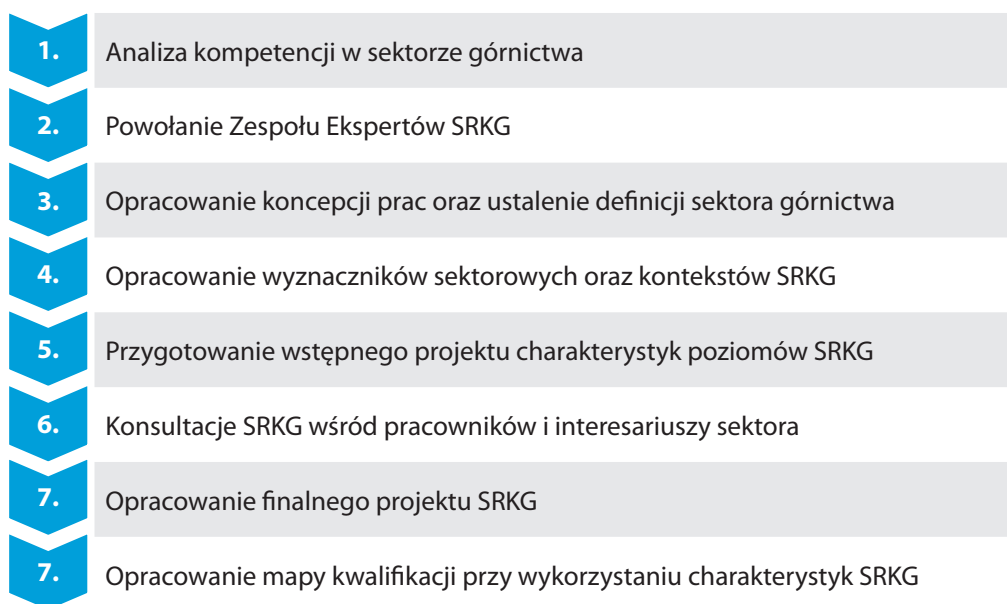 1. Analiza kompetencji w sektorze górnictwa
2. Powołanie Zespołu Ekspertów SRKG
3. Opracowanie koncepcji prac oraz ustalenie definicji sektora górnictwa
4. Opracowanie wyznaczników sektorowych oraz kontekstów SRKG
5. Przygotowanie wstępnego projektu charakterystyk poziomów SRKG
6. Konsultacje SRKG wśród pracowników i interesariuszy sektora
7. Opracowanie finalnego projektu SRKG
7. Opracowanie mapy kwalifikacji przy wykorzystaniu charakterystyk SRKG